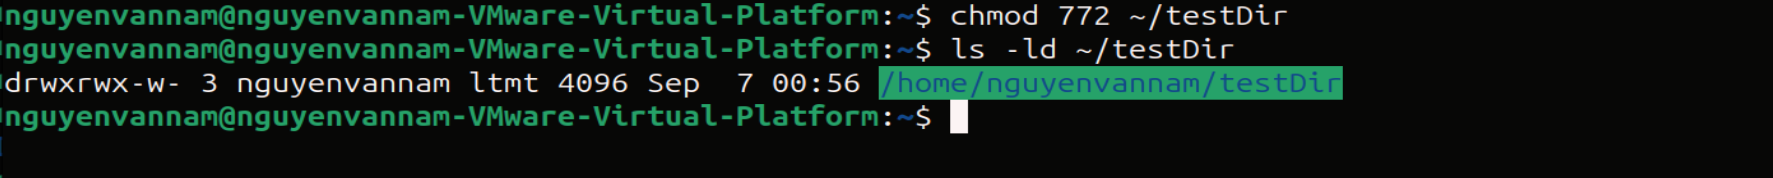 nguyenvannam@nguyenvannam-VMware-Virtual-Platform:~$ chmod 772 ~/testDir
nguyenvannam@nguyenvannam-VMware-Virtual-Platform:~$ ls -ld ~/testDir
drwxrwx-w- 3 nguyenvannam ltmt 4096 Sep  7 00:56 /home/nguyenvannam/testDir
nguyenvannam@nguyenvannam-VMware-Virtual-Platform:~$